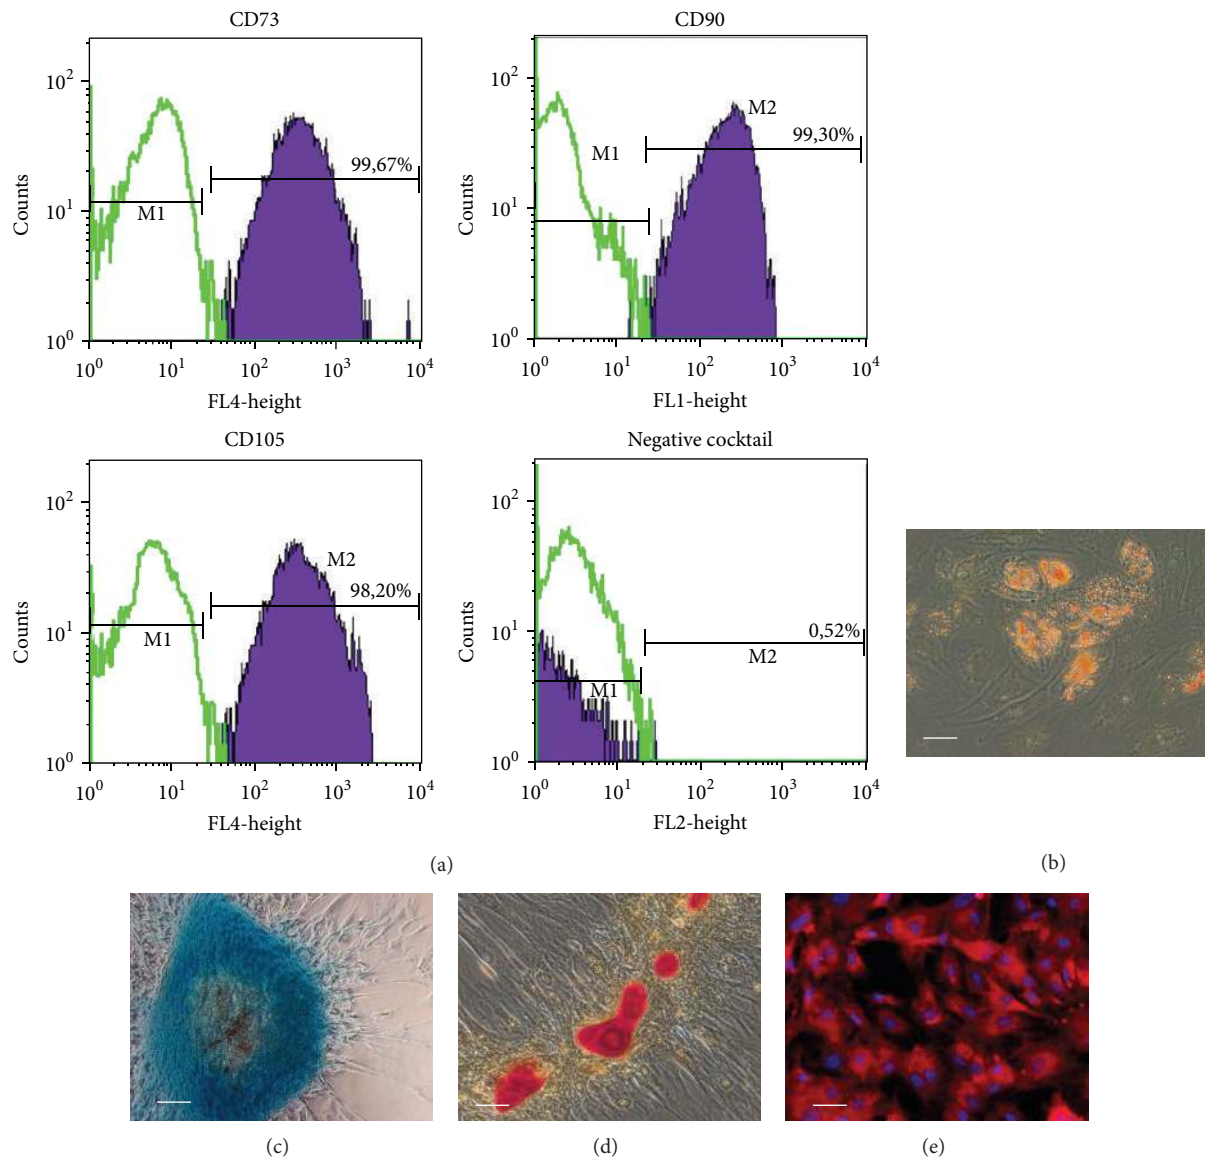 CD73
10²
10¹
10⁰
Counts
99,67%
M1
10⁰ 10¹ 10² 10³ 10⁴
FL4-height
CD90
10²
10¹
10⁰
Counts
M2
99,30%
M1
10⁰ 10¹ 10² 10³ 10⁴
FL1-height
CD105
10²
10¹
10⁰
Counts
M2
98,20%
M1
10⁰ 10¹ 10² 10³ 10⁴
FL4-height
Negative cocktail
10²
10¹
10⁰
Counts
0,52%
M2
M1
10⁰ 10¹ 10² 10³ 10⁴
FL2-height
(a)
(b)
(c)
(d)
(e)